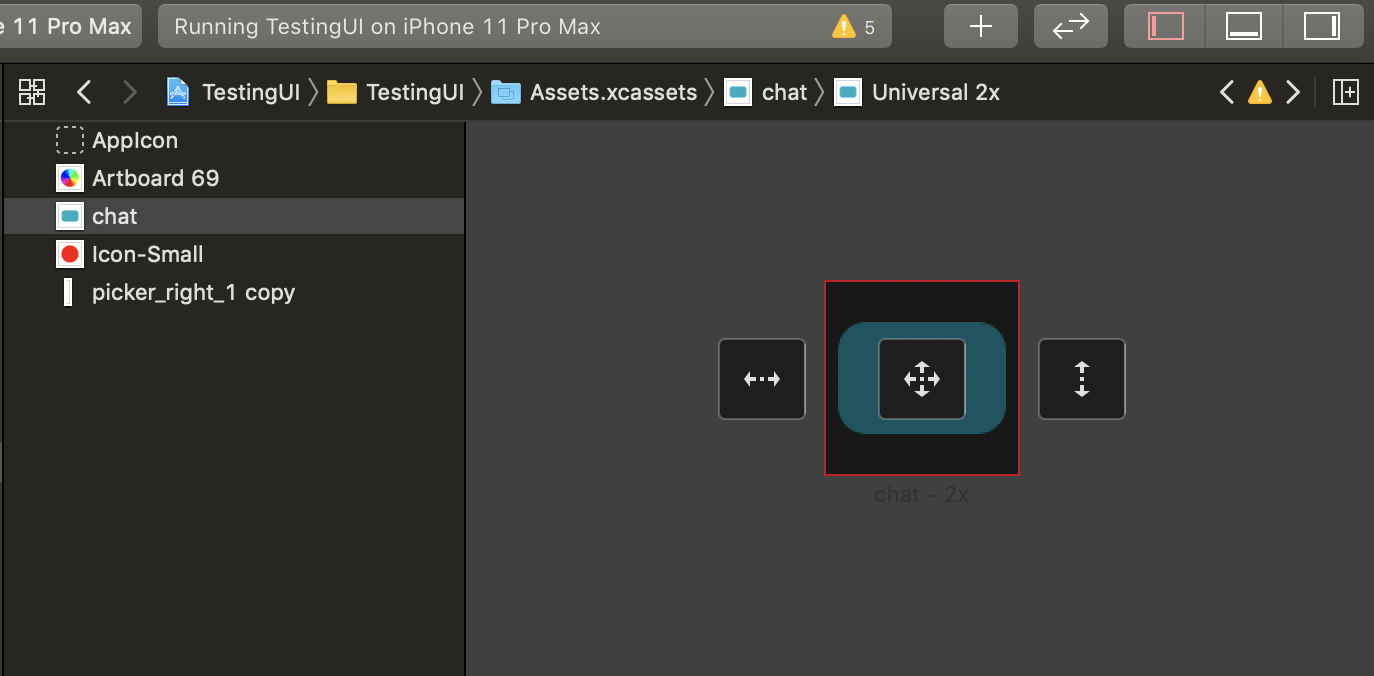 e 11 Pro Max
Running TestingUI on iPhone 11 Pro Max
5
TestingUI
TestingUI
Assets.xcassets
chat
Universal 2x
AppIcon
Artboard 69
chat
Icon-Small
picker_right_1 copy
chat - 2x